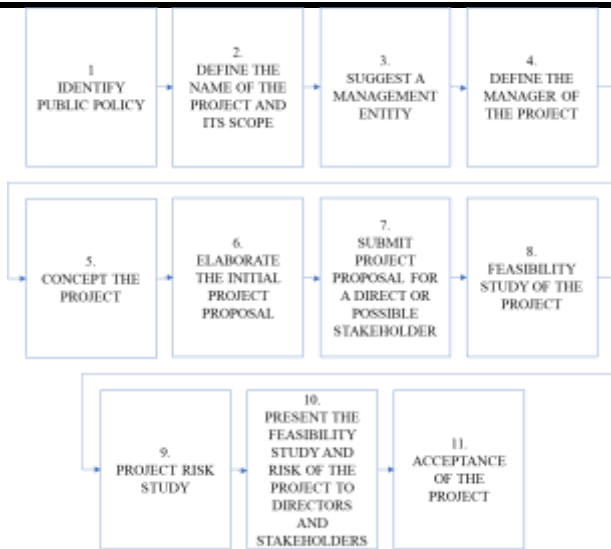 1
IDENTIFY
PUBLIC POLICY
2.
DEFINE THE
NAME OF THE
PROJECT AND
ITS SCOPE
3.
SUGGEST A
MANAGEMENT
ENTITY
4.
DEFINE THE
MANAGER OF
THE PROJECT
5.
CONCEPT THE
PROJECT
6.
ELABORATE
THE INITIAL
PROJECT
PROPOSAL
7.
SUBMIT
PROJECT
PROPOSAL FOR
A DIRECT OR
POSSIBLE
STAKEHOLDER
8.
FEASIBILITY
STUDY OF THE
PROJECT
9.
PROJECT RISK
STUDY
10.
PRESENT THE
FEASIBILITY
STUDY AND
RISK OF THE
PROJECT TO
DIRECTORS
AND
STAKEHOLDERS
11.
ACCEPTANCE
OF THE
PROJECT